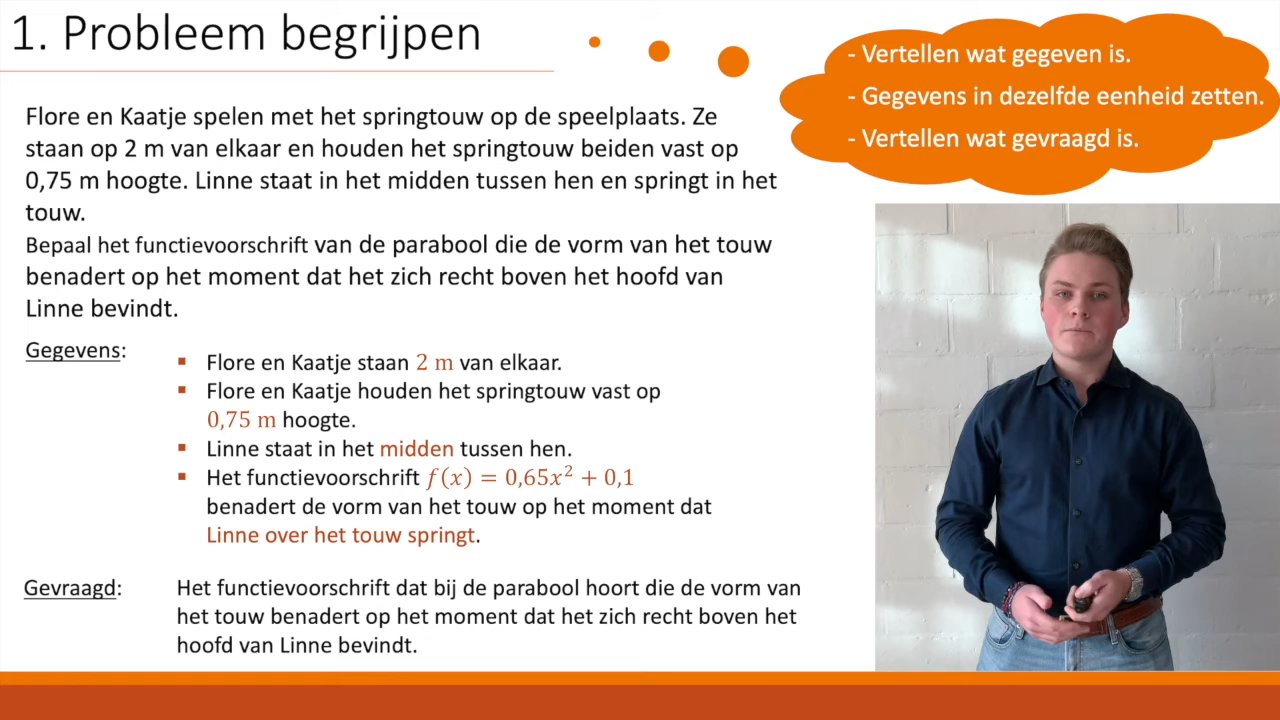 1. Probleem begrijpen
- Vertellen wat gegeven is.
- Gegevens in dezelfde eenheid zetten.
- Vertellen wat gevraagd is.
Flore en Kaatje spelen met het springtouw op de speelplaats. Ze
staan op 2 m van elkaar en houden het springtouw beiden vast op
0,75 m hoogte. Linne staat in het midden tussen hen en springt in het
touw.
Bepaal het functievoorschrift van de parabool die de vorm van het touw
benadert op het moment dat het zich recht boven het hoofd van
Linne bevindt.
Gegevens:
▪ Flore en Kaatje staan 2 m van elkaar.
▪ Flore en Kaatje houden het springtouw vast op
0,75 m hoogte.
▪ Linne staat in het midden tussen hen.
▪ Het functievoorschrift f(x) = 0,65x² + 0,1
benadert de vorm van het touw op het moment dat
Linne over het touw springt.
Gevraagd: Het functievoorschrift dat bij de parabool hoort die de vorm van
het touw benadert op het moment dat het zich recht boven het
hoofd van Linne bevindt.